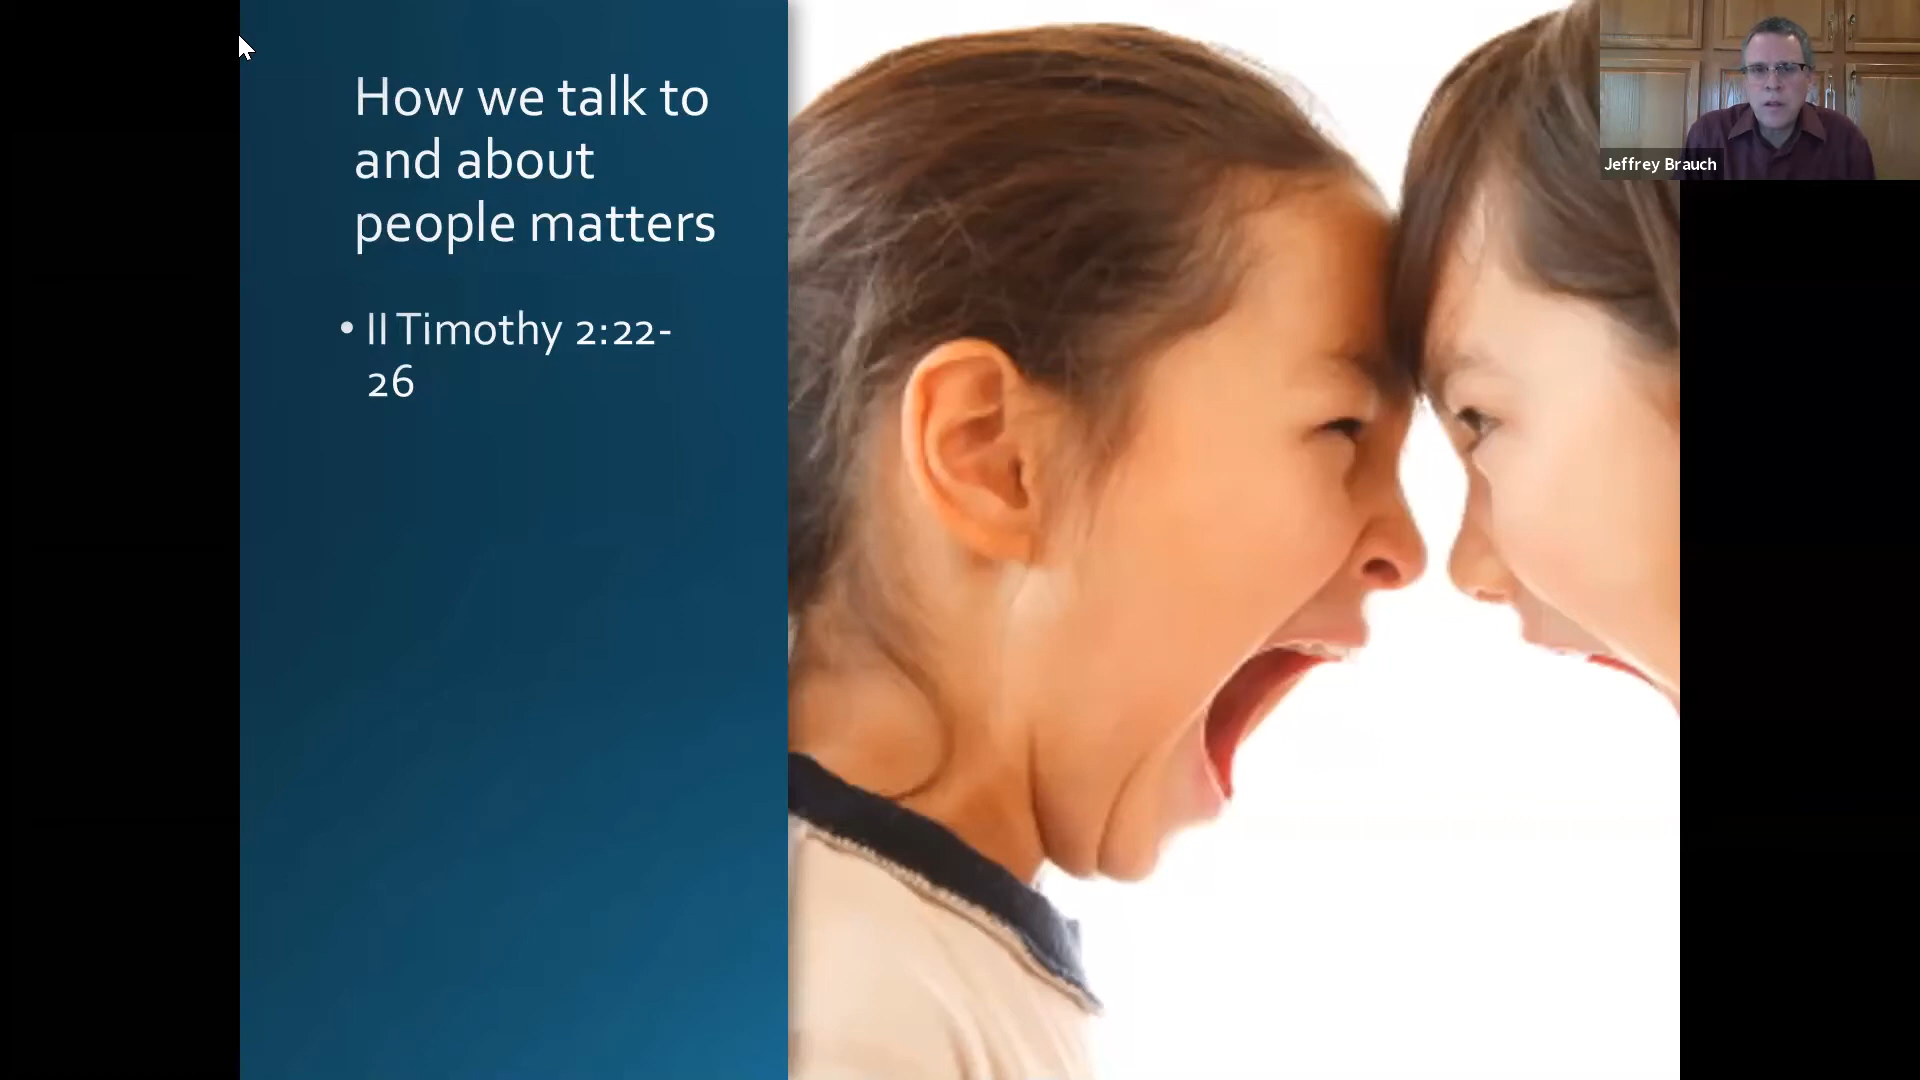 How we talk to
and about
people matters
• II Timothy 2:22-
26
Jeffrey Brauch